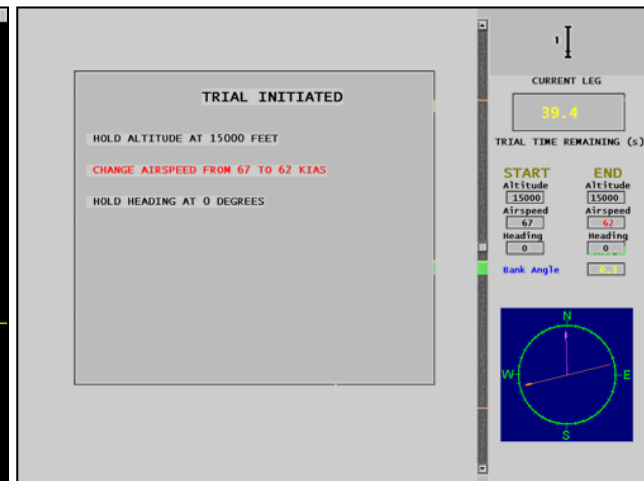 TRIAL INITIATED
HOLD ALTITUDE AT 15000 FEET
CHANGE AIRSPEED FROM 67 TO 62 KIAS
HOLD HEADING AT 0 DEGREES
1
CURRENT LEG
39.4
TRIAL TIME REMAINING (s)
START END
Altitude Altitude
15000 15000
Airspeed Airspeed
67 62
Heading Heading
0 0
Bank Angle
N
W E
S